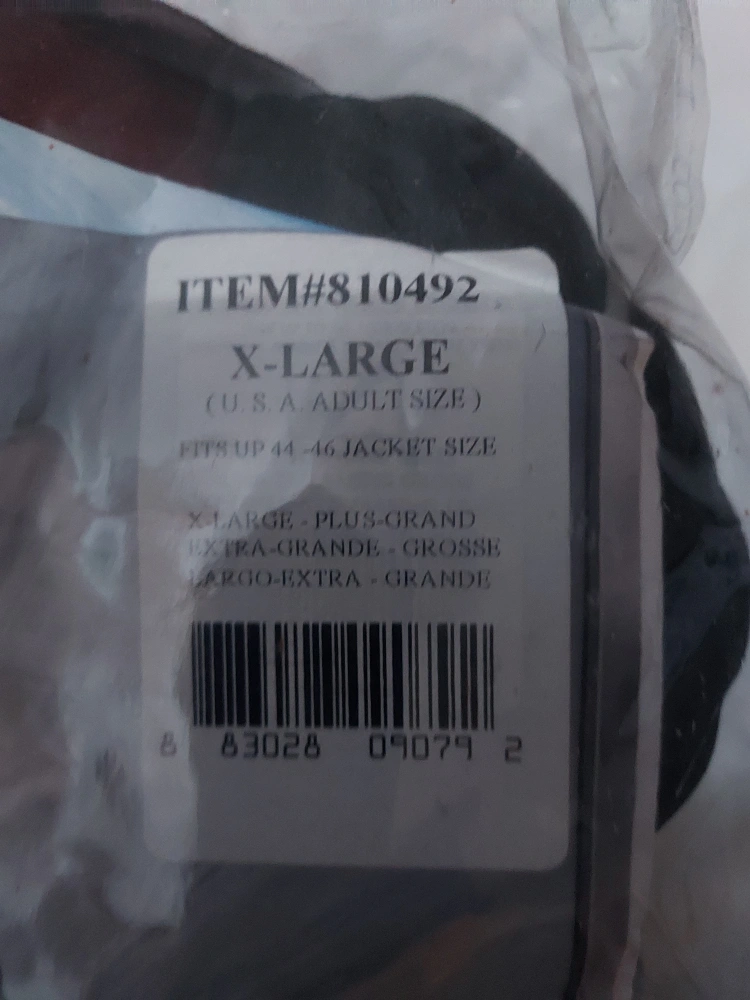 ITEM#810492
X-LARGE
( U. S. A. ADULT SIZE )
FITS UP 44 -46 JACKET SIZE
X-LARGE - PLUS-GRAND
EXTRA-GRANDE - GROSSE
LARGO-EXTRA - GRANDE
8 83028 09079 2